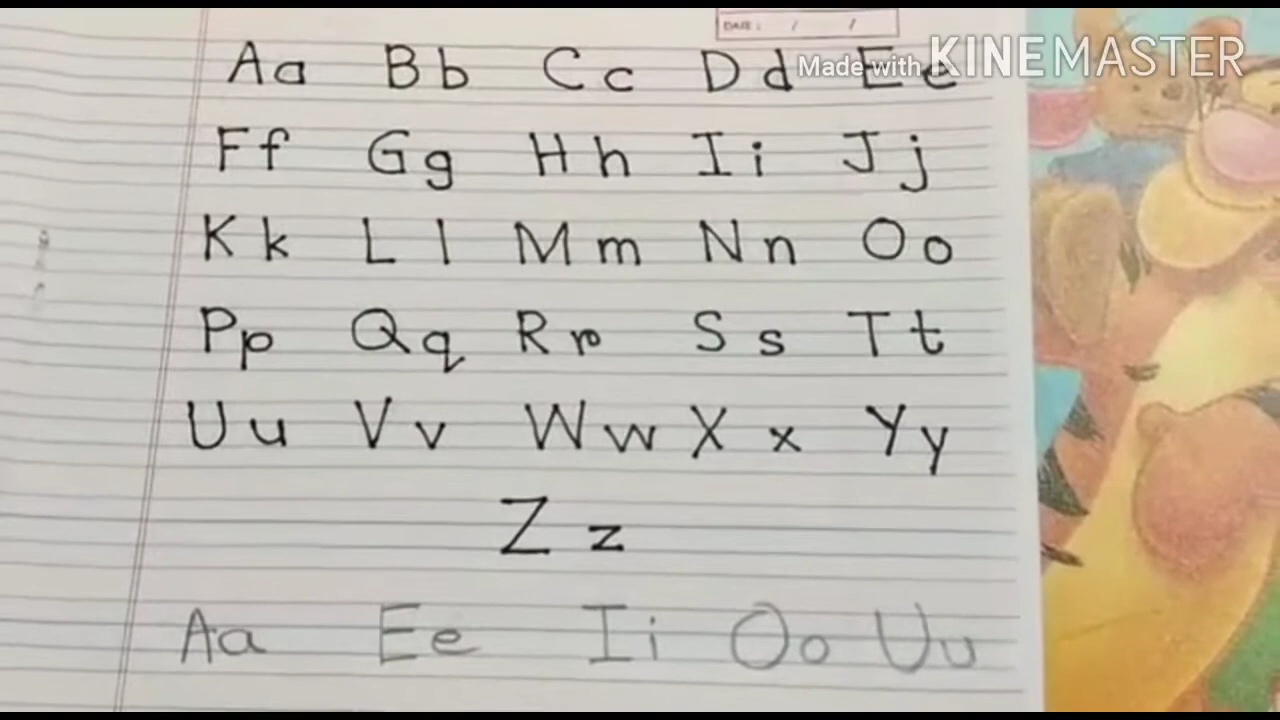 DATE : / /
Made with KINEMASTER
Aa Bb Cc Dd Ee
Ff Gg Hh Ii Jj
Kk Ll Mm Nn Oo
Pp Qq Rr Ss Tt
Uu Vv Ww Xx Yy
Zz
Aa Ee Ii Oo Uu